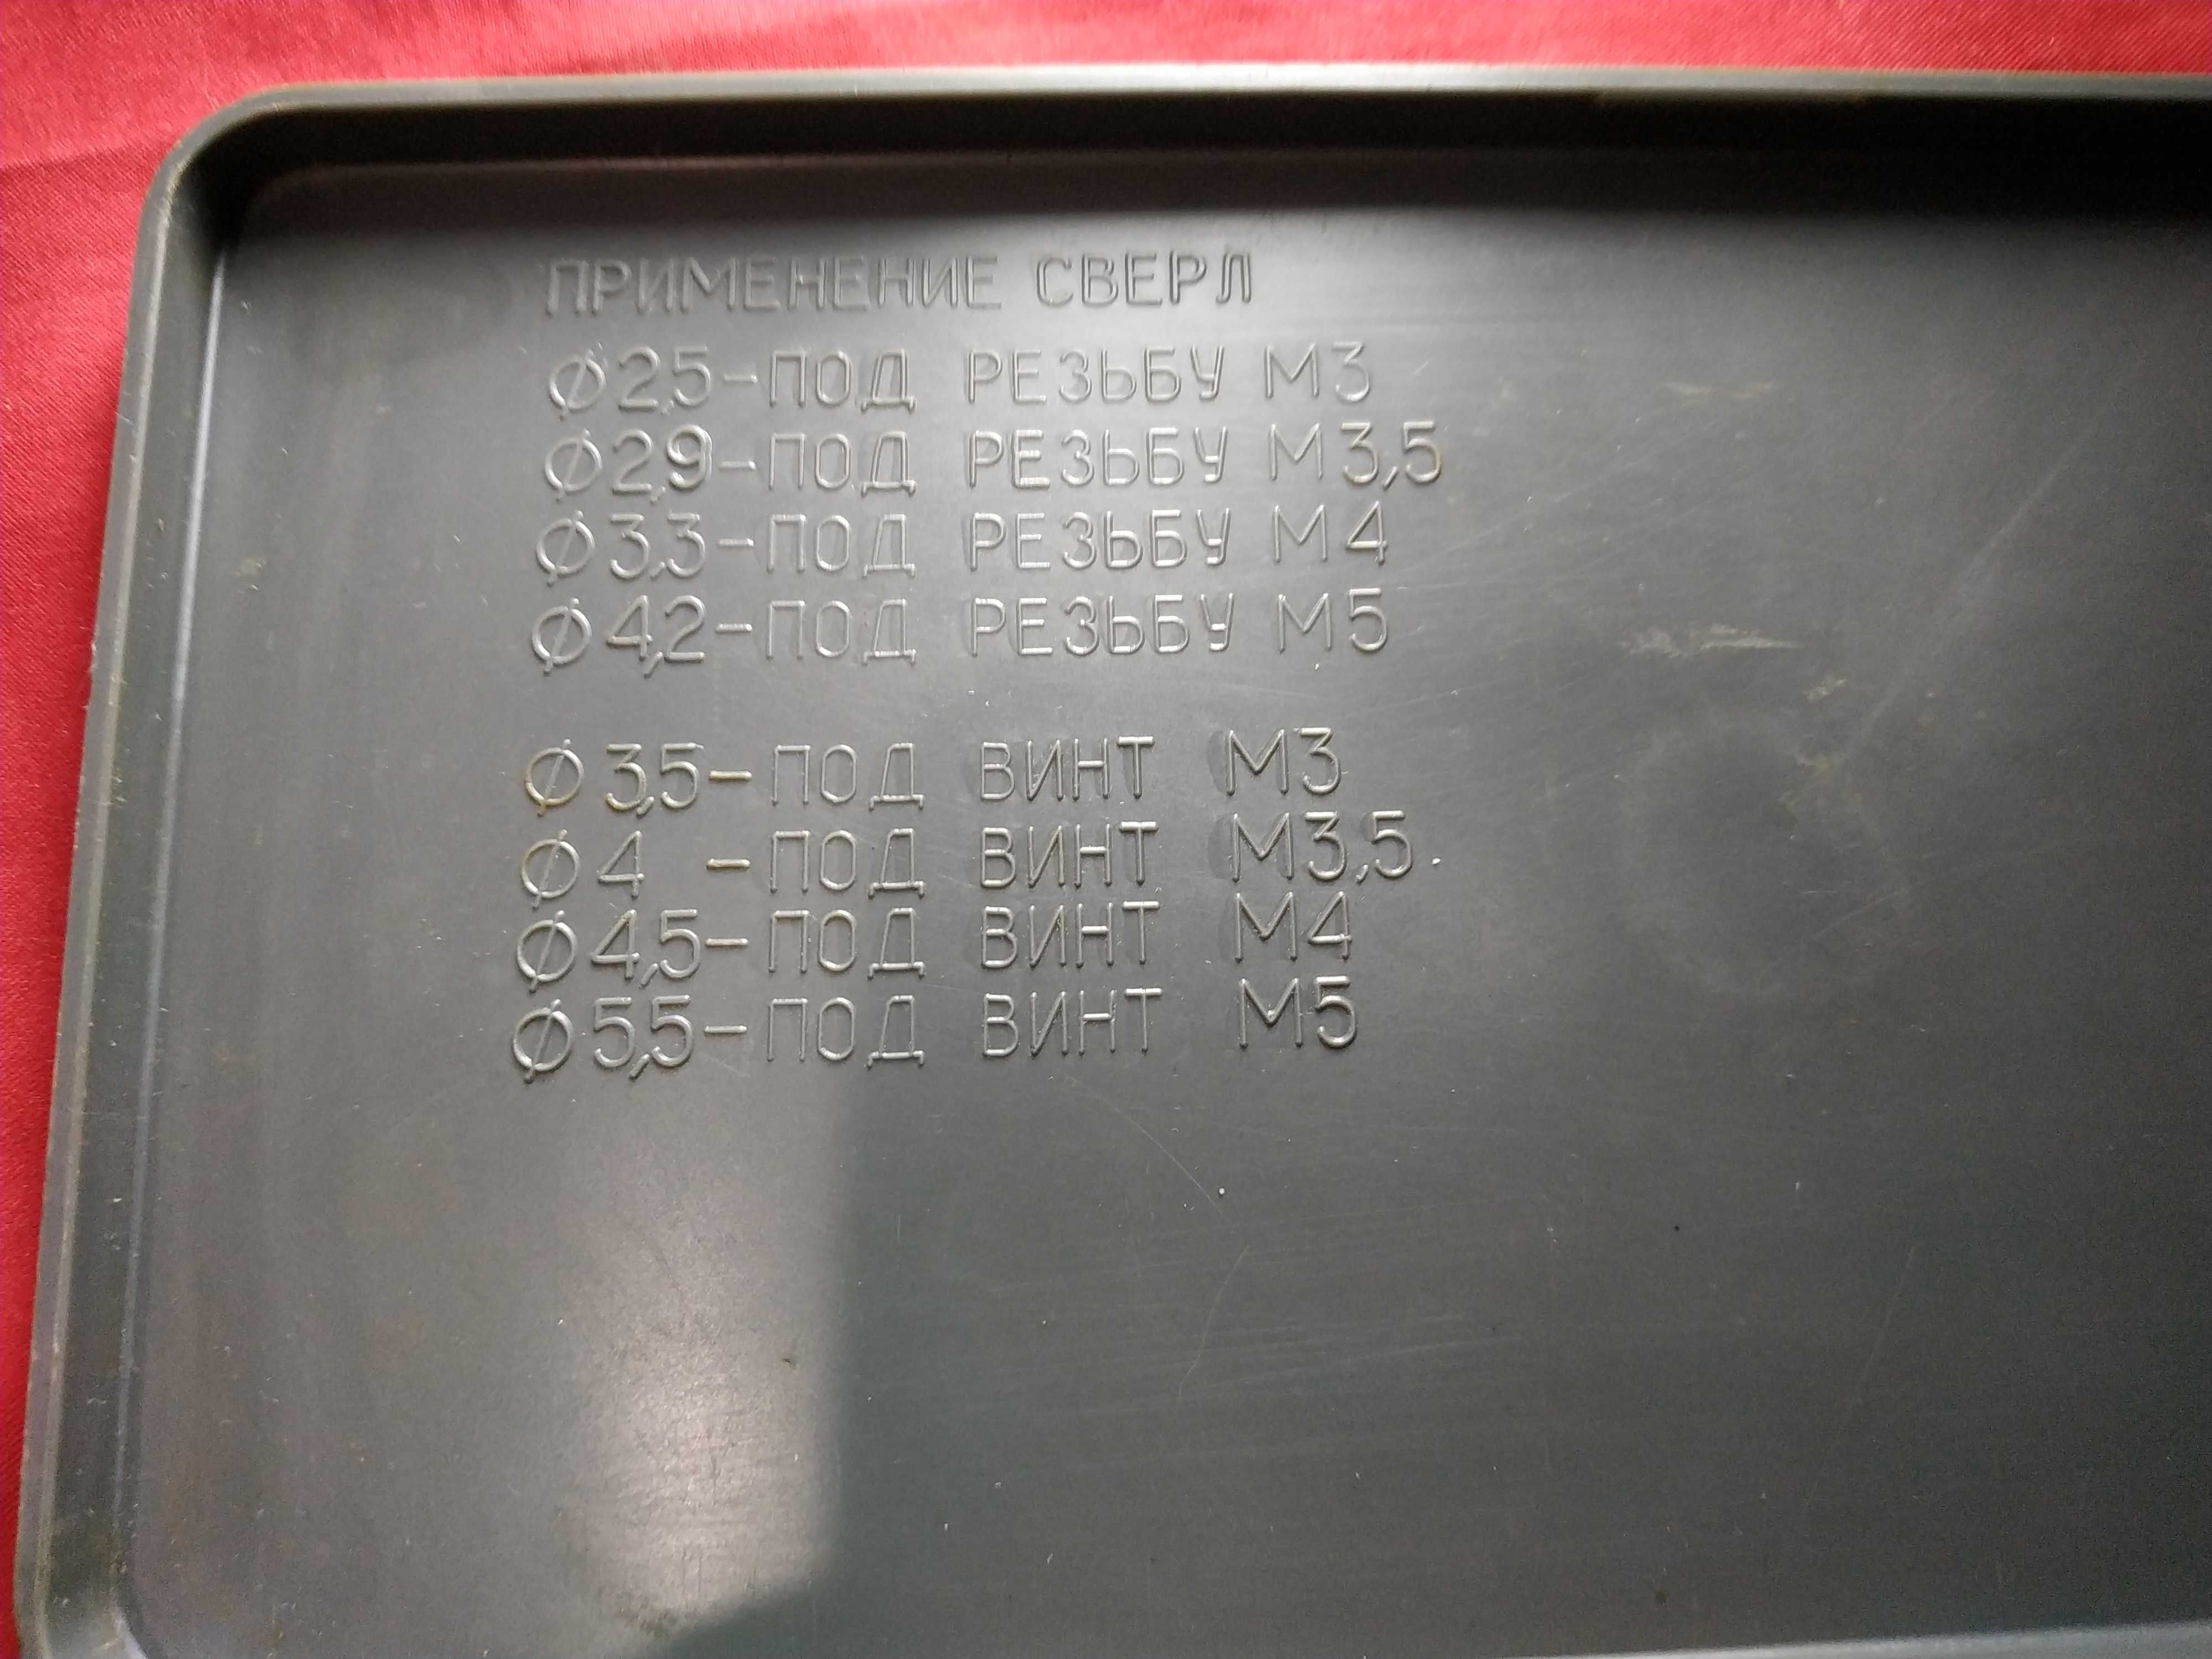 ПРИМЕНЕНИЕ СВЕРЛ
Ø2,5-ПОД РЕЗЬБУ М3
Ø2,9-ПОД РЕЗЬБУ М3,5
Ø3,3-ПОД РЕЗЬБУ М4
Ø4,2-ПОД РЕЗЬБУ М5
Ø3,5-ПОД ВИНТ М3
Ø4 -ПОД ВИНТ М3,5
Ø4,5-ПОД ВИНТ М4
Ø5,5-ПОД ВИНТ М5